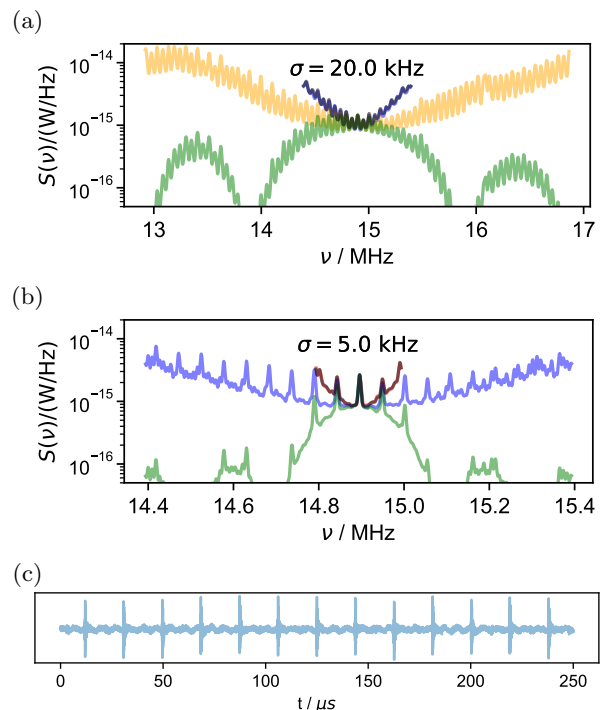 (a)
10⁻¹⁴
σ = 20.0 kHz
10⁻¹⁵
10⁻¹⁶
S(ν)/(W/Hz)
13 14 15 16 17
ν / MHz
(b)
10⁻¹⁴
σ = 5.0 kHz
10⁻¹⁵
10⁻¹⁶
S(ν)/(W/Hz)
14.4 14.6 14.8 15.0 15.2 15.4
ν / MHz
(c)
0 50 100 150 200 250
t / μs